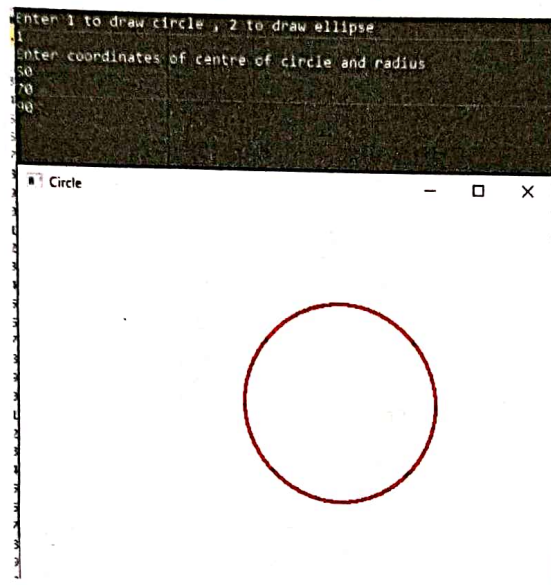 Enter 1 to draw circle , 2 to draw ellipse
1
Enter coordinates of centre of circle and radius
70
90
Circle